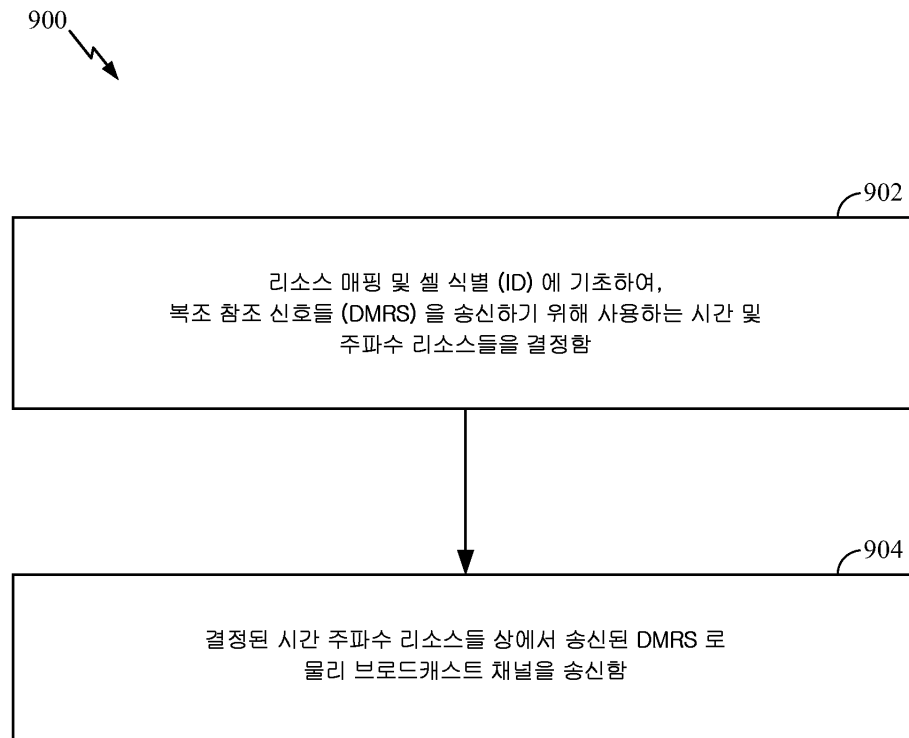 900
902
리소스 매핑 및 셀 식별 (ID) 에 기초하여,
복조 참조 신호들 (DMRS) 을 송신하기 위해 사용하는 시간 및
주파수 리소스들을 결정함
904
결정된 시간 주파수 리소스들 상에서 송신된 DMRS 로
물리 브로드캐스트 채널을 송신함